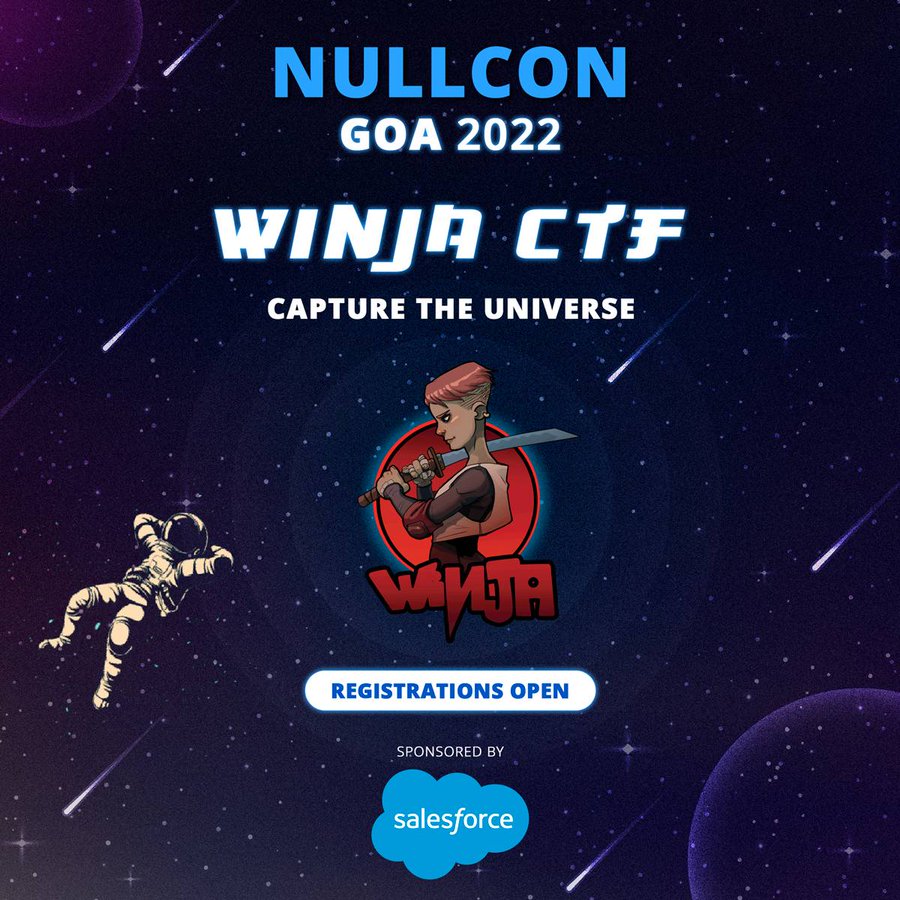 NULLCON
GOA 2022
WINJA CTF
CAPTURE THE UNIVERSE
WINJA
REGISTRATIONS OPEN
SPONSORED BY
salesforce